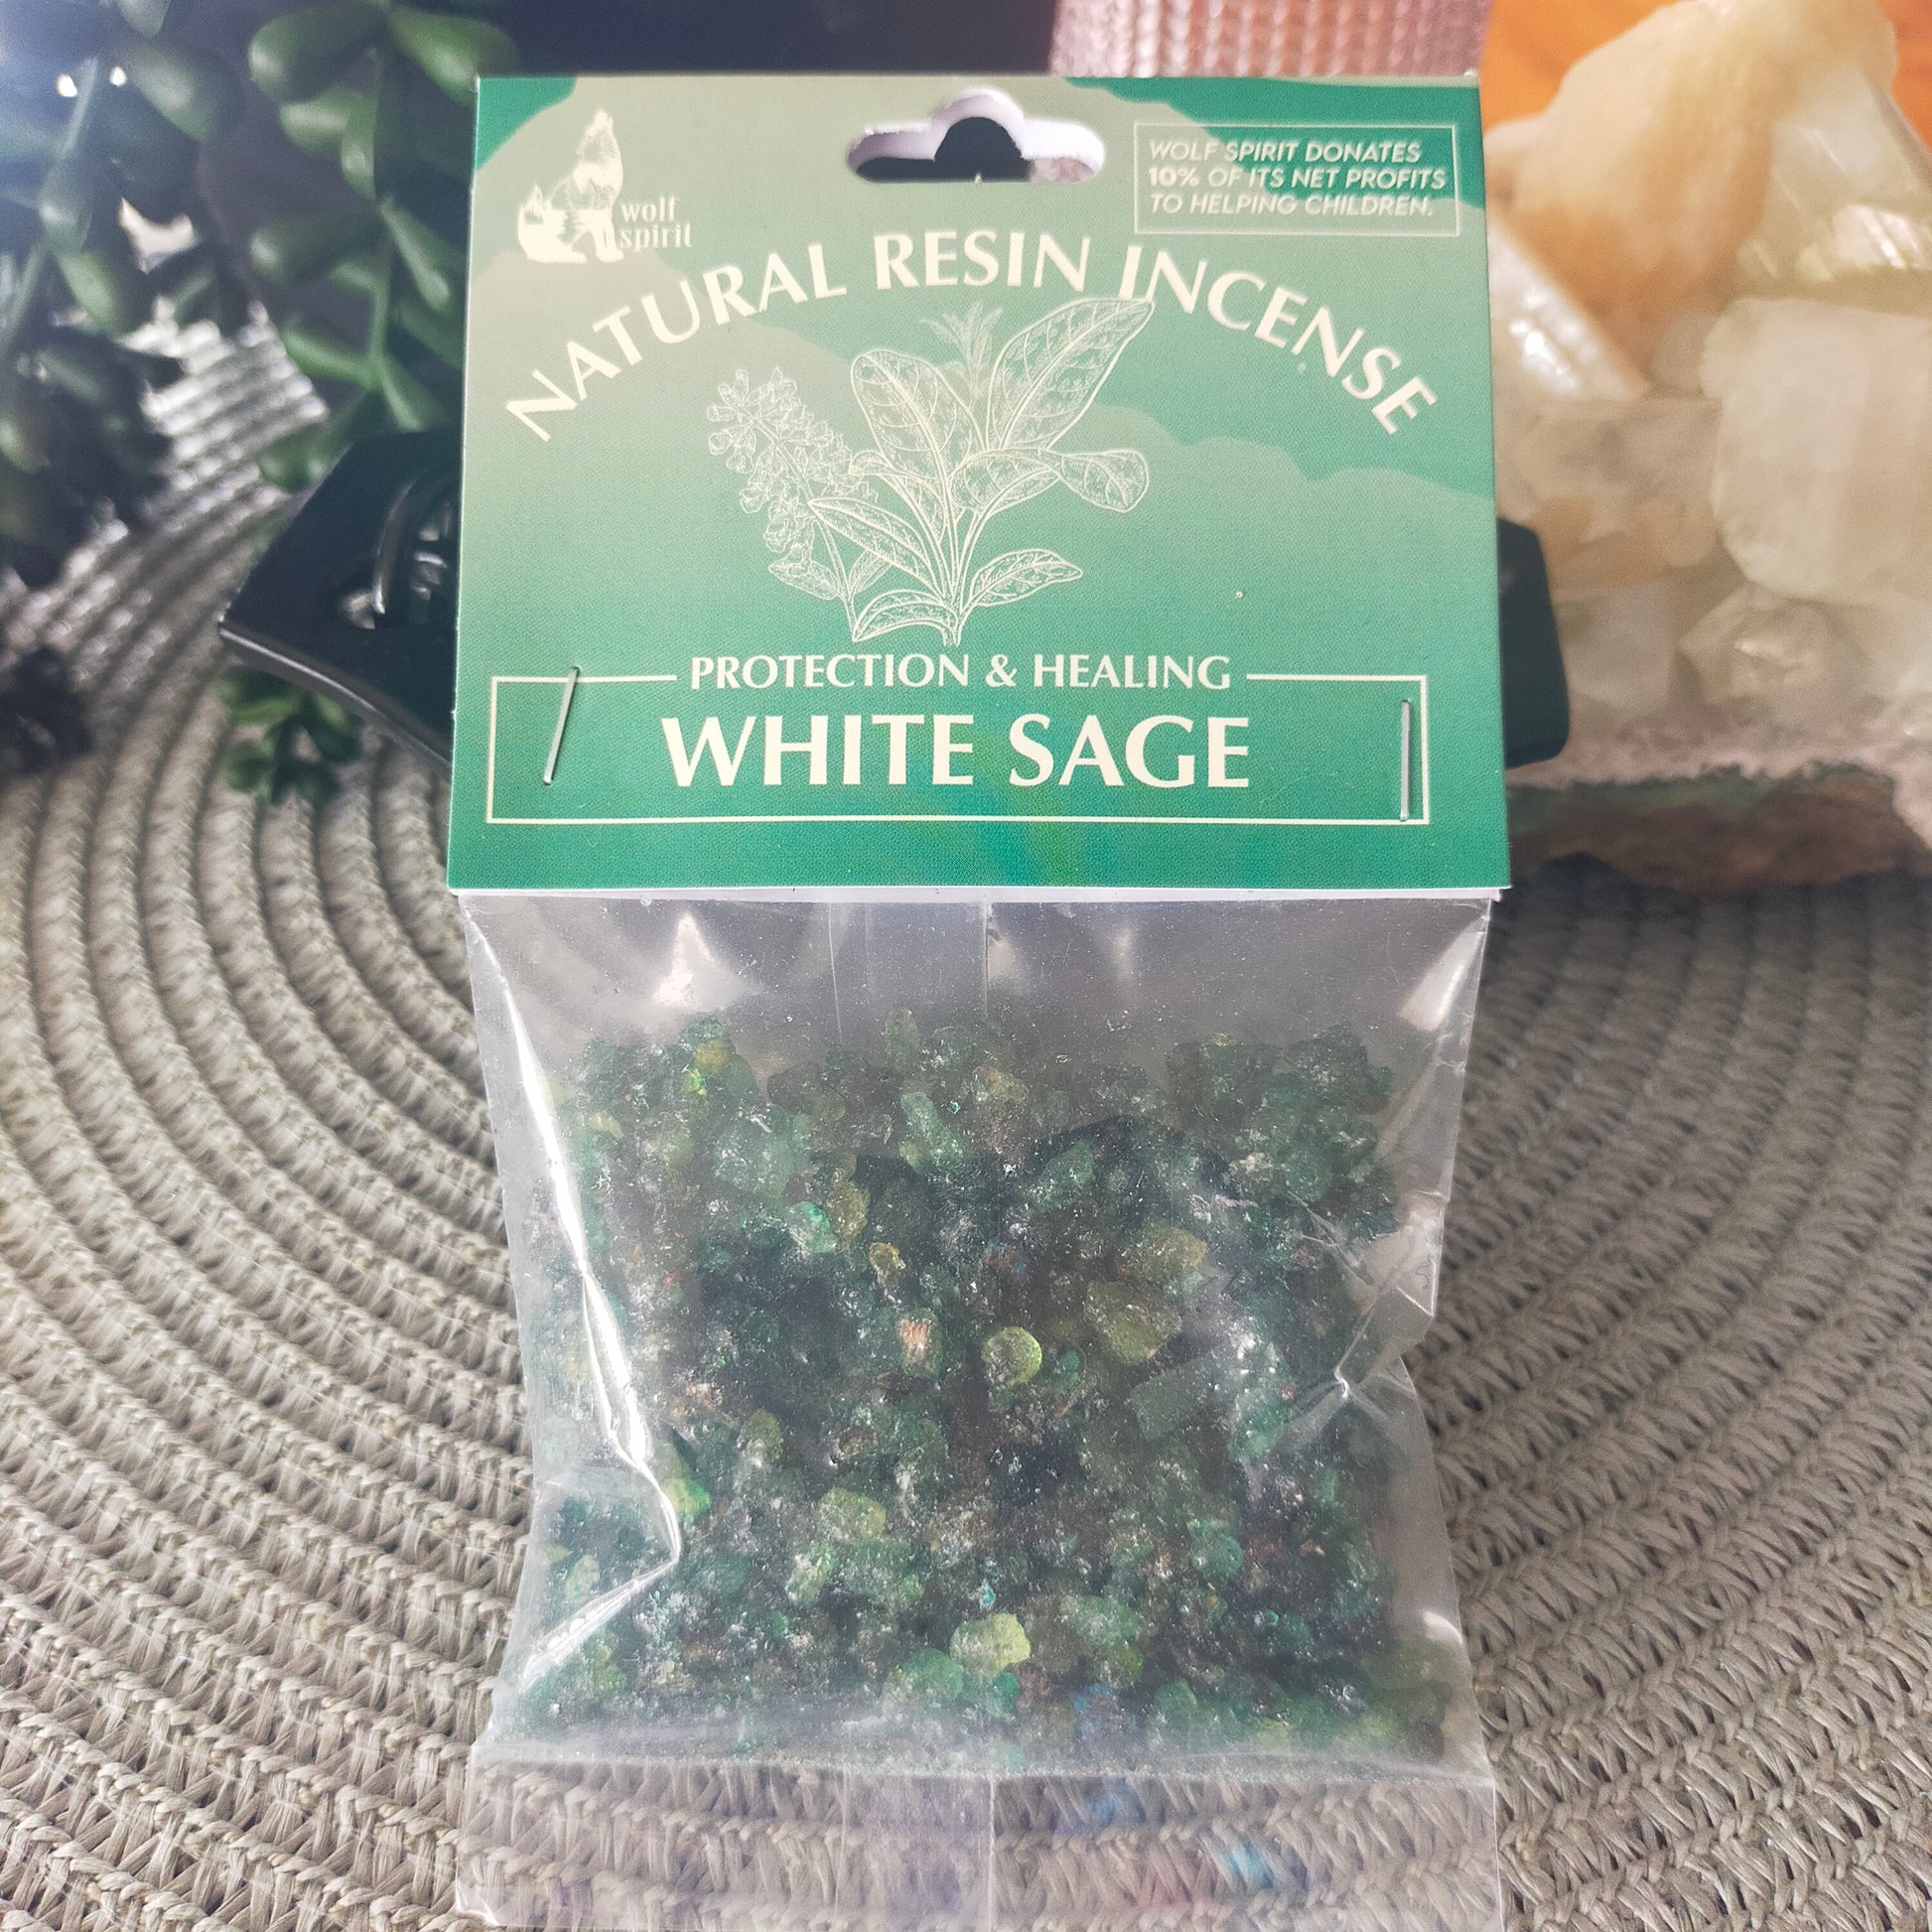 wolf
spirit
WOLF SPIRIT DONATES
10% OF ITS NET PROFITS
TO HELPING CHILDREN.
NATURAL RESIN INCENSE
PROTECTION & HEALING
WHITE SAGE